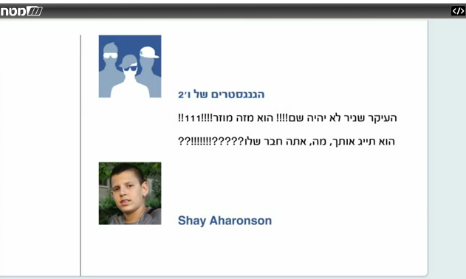 </>
מטח
הגנגסטרים של ו'2
העיקר שניר לא יהיה שם!!!! הוא מזה מוזר!!!!111!!
הוא תייג אותך, מה, אתה חבר שלו?????!!!!!!!??
Shay Aharonson